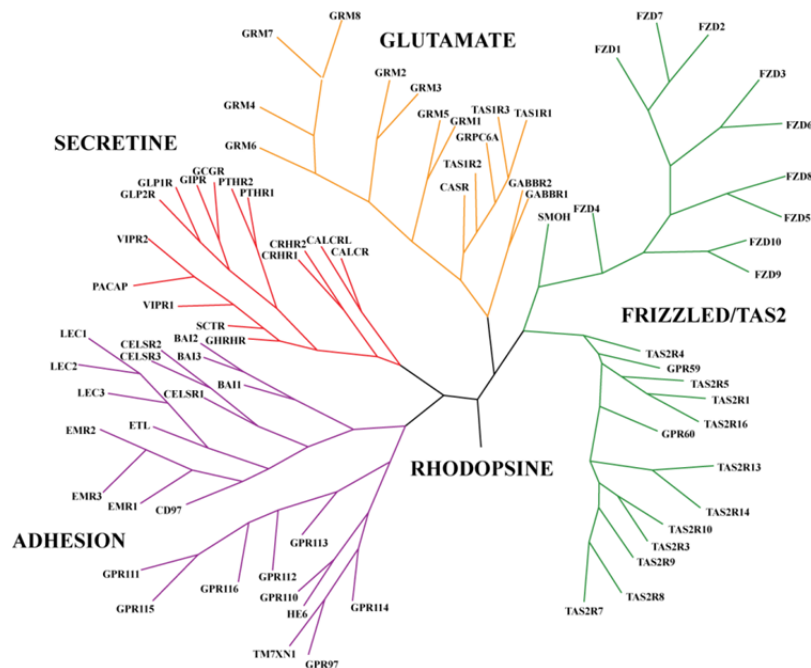 GRM8
GRM7
GLUTAMATE
GRM2
GRM3
GRM4
GRM5
GRM1
TAS1R3
TAS1R1
GRPC6A
GRM6
TAS1R2
CASR
GABBR2
GABBR1
FZD7
FZD2
FZD1
FZD3
FZD6
FZD8
FZD5
FZD10
FZD9
SMOH
FZD4
SECRETINE
GCGR
GLP1R
GIPR
PTHR2
GLP2R
PTHR1
VIPR2
CRHR2
CALCRL
CRHR1
CALCR
PACAP
VIPR1
SCTR
GHRHR
FRIZZLED/TAS2
TAS2R4
GPR59
TAS2R5
TAS2R1
TAS2R16
GPR60
TAS2R13
TAS2R14
TAS2R10
TAS2R3
TAS2R9
TAS2R8
TAS2R7
LEC1
CELSR2
BAI2
CELSR3
BAI3
LEC2
BAI1
LEC3
CELSR1
EMR2
ETL
EMR3
EMR1
CD97
RHODOPSINE
ADHESION
GPR113
GPR111
GPR112
GPR116
GPR115
GPR110
GPR114
HE6
TM7XN1
GPR97